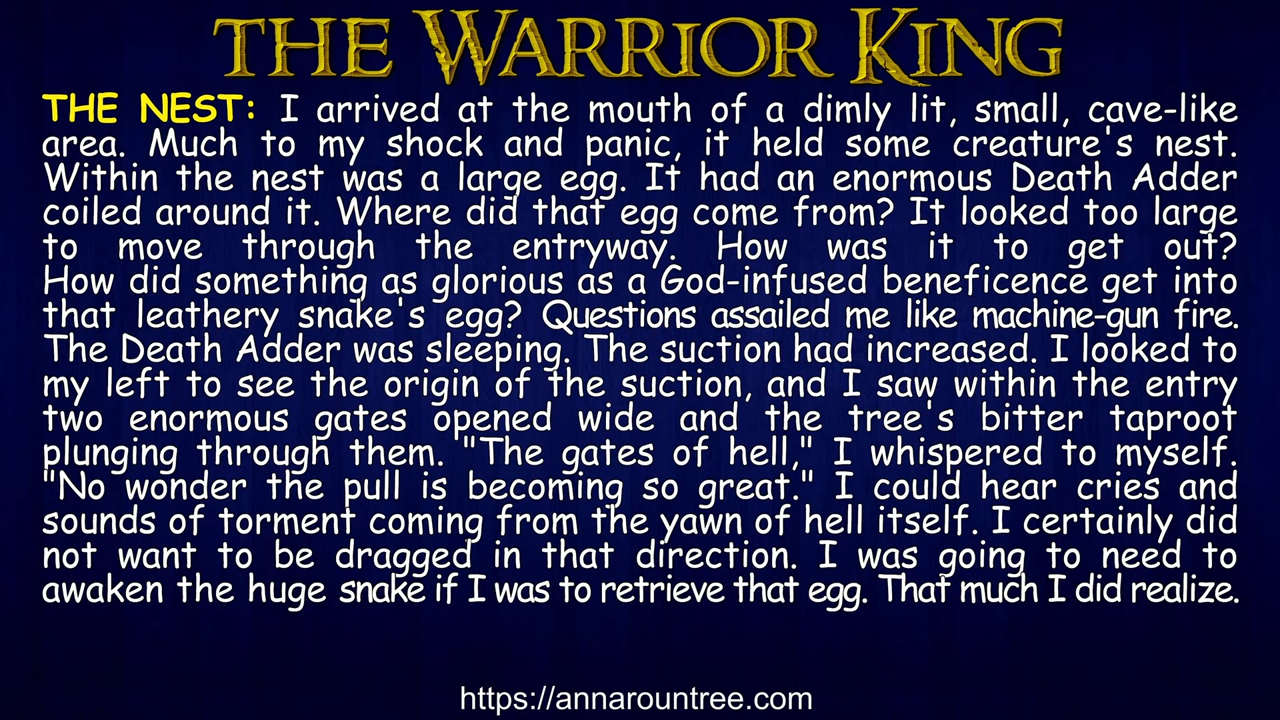 THE WARRIOR KING
THE NEST: I arrived at the mouth of a dimly lit, small, cave-like
area. Much to my shock and panic, it held some creature's nest.
Within the nest was a large egg. It had an enormous Death Adder
coiled around it. Where did that egg come from? It looked too large
to move through the entryway. How was it to get out?
How did something as glorious as a God-infused beneficence get into
that leathery snake's egg? Questions assailed me like machine-gun fire.
The Death Adder was sleeping. The suction had increased. I looked to
my left to see the origin of the suction, and I saw within the entry
two enormous gates opened wide and the tree's bitter taproot
plunging through them. "The gates of hell," I whispered to myself.
"No wonder the pull is becoming so great." I could hear cries and
sounds of torment coming from the yawn of hell itself. I certainly did
not want to be dragged in that direction. I was going to need to
awaken the huge snake if I was to retrieve that egg. That much I did realize.
https://annarountree.com